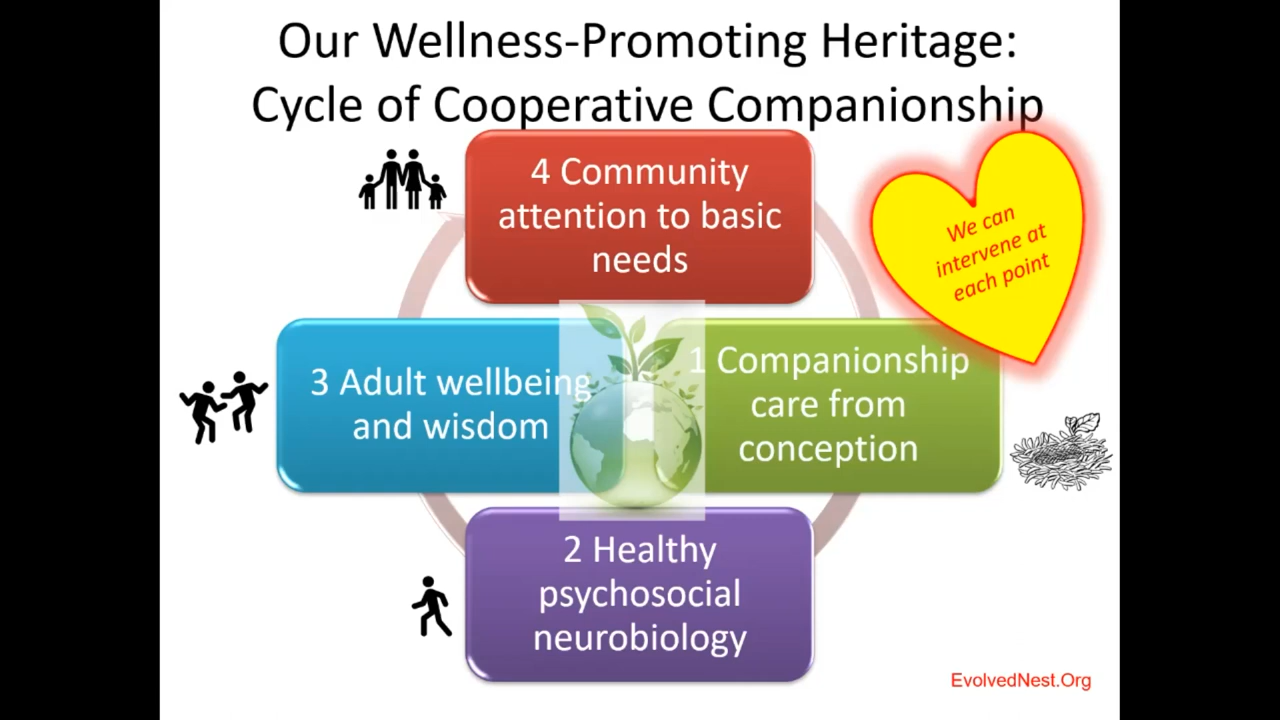 Our Wellness-Promoting Heritage:
Cycle of Cooperative Companionship
4 Community
attention to basic
needs
We can
intervene at
each point
3 Adult wellbeing
and wisdom
1 Companionship
care from
conception
2 Healthy
psychosocial
neurobiology
EvolvedNest.Org